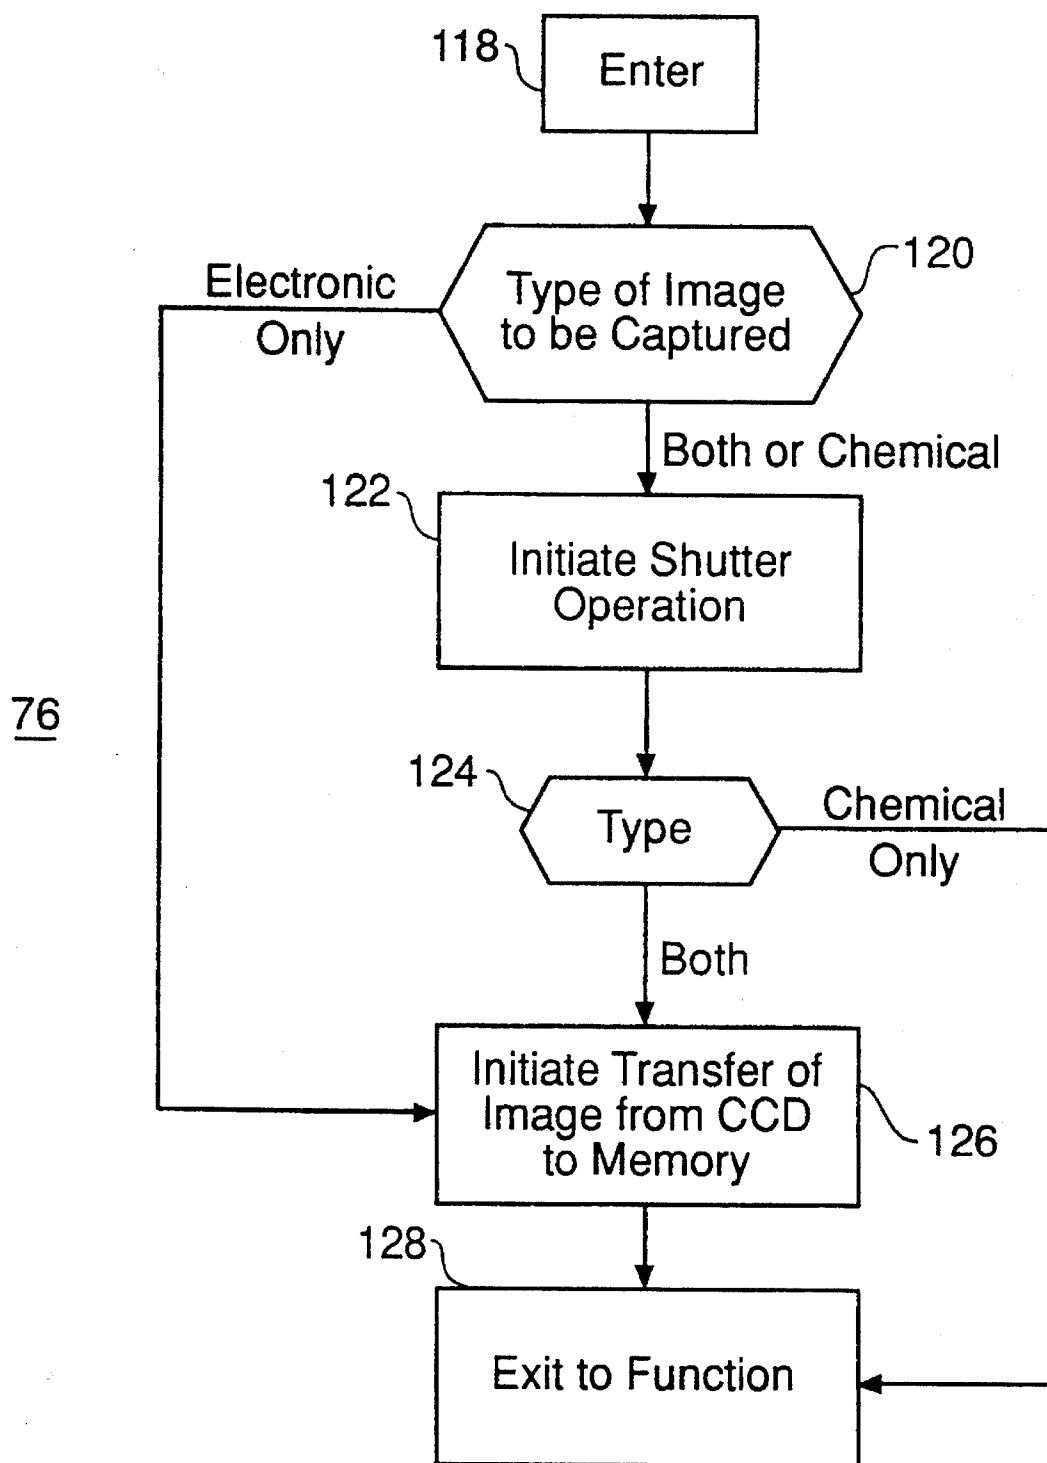 118
Enter
120
Type of Image
to be Captured
Electronic
Only
Both or Chemical
122
Initiate Shutter
Operation
76
124
Type
Chemical
Only
Both
Initiate Transfer of
Image from CCD
to Memory
126
128
Exit to Function